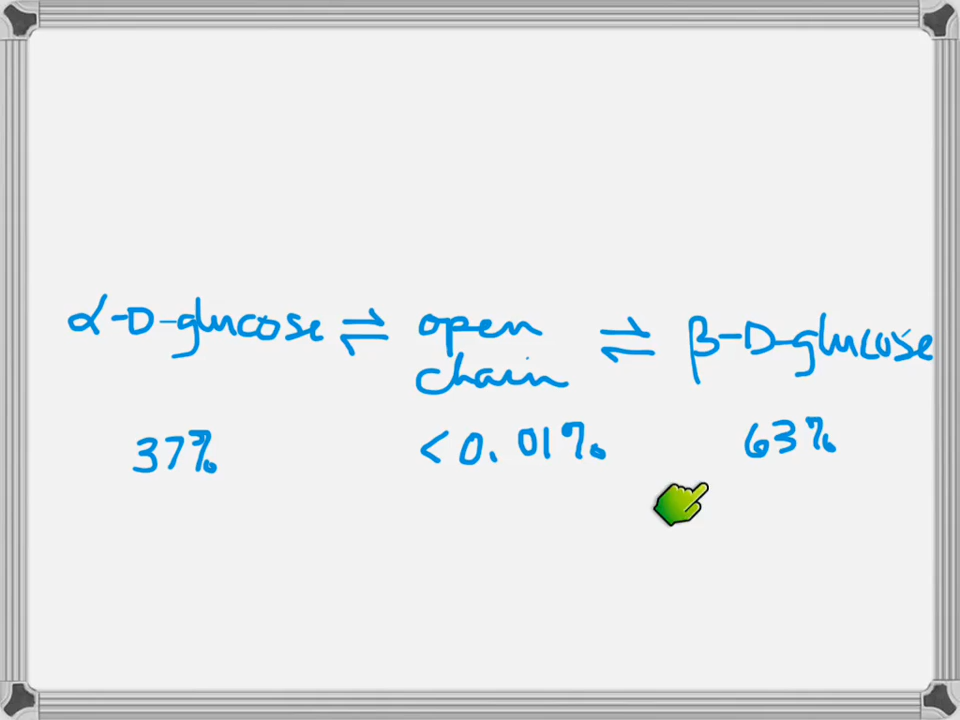 α-D-glucose ⇌ open chain ⇌ β-D-glucose
37% <0.01% 63%